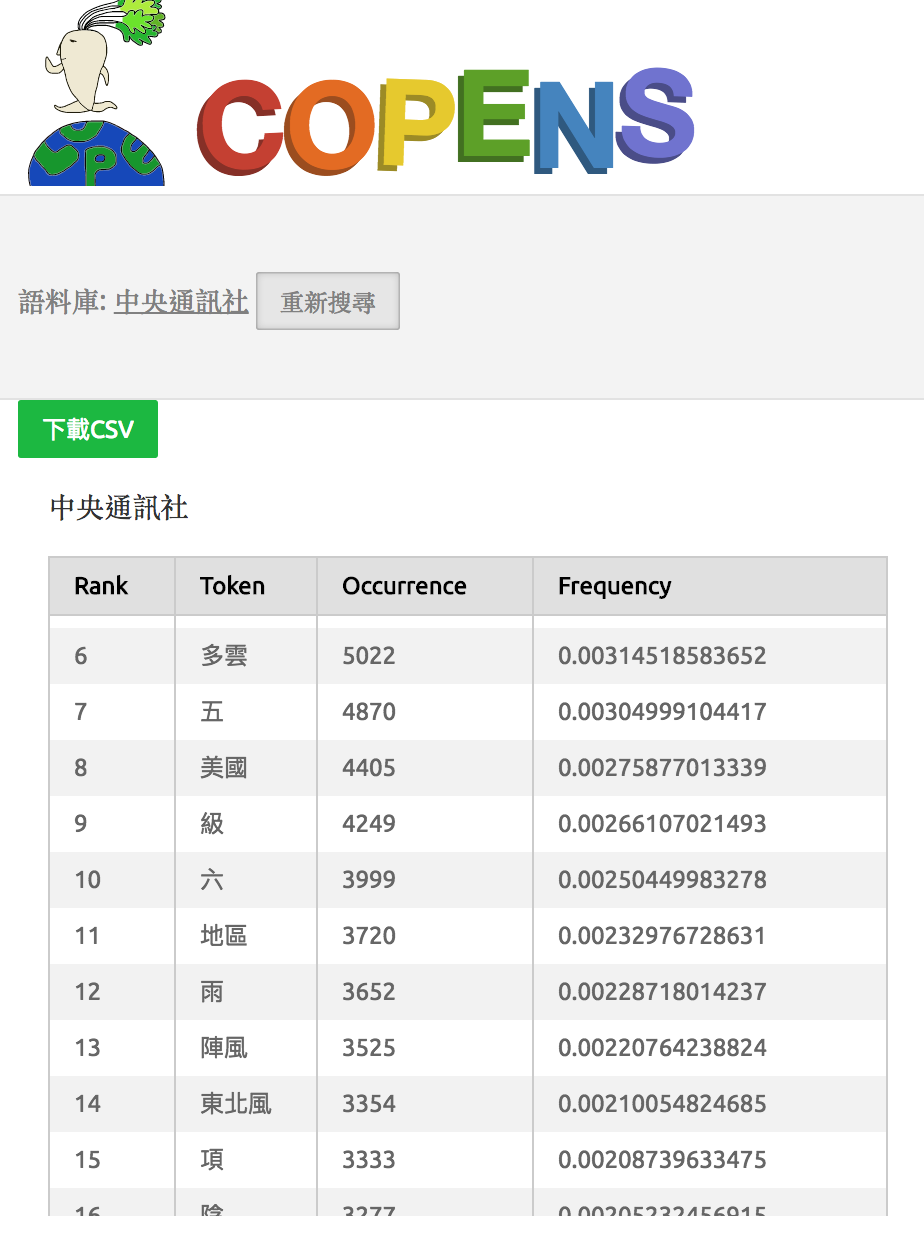 LOPE
COPENS
語料庫: 中央通訊社 重新搜尋
下載CSV
中央通訊社
Rank Token Occurrence Frequency
6 多雲 5022 0.00314518583652
7 五 4870 0.00304999104417
8 美國 4405 0.00275877013339
9 級 4249 0.00266107021493
10 六 3999 0.00250449983278
11 地區 3720 0.00232976728631
12 雨 3652 0.00228718014237
13 陣風 3525 0.00220764238824
14 東北風 3354 0.00210054824685
15 項 3333 0.00208739633475
16 陰 3277 0.00205232456915